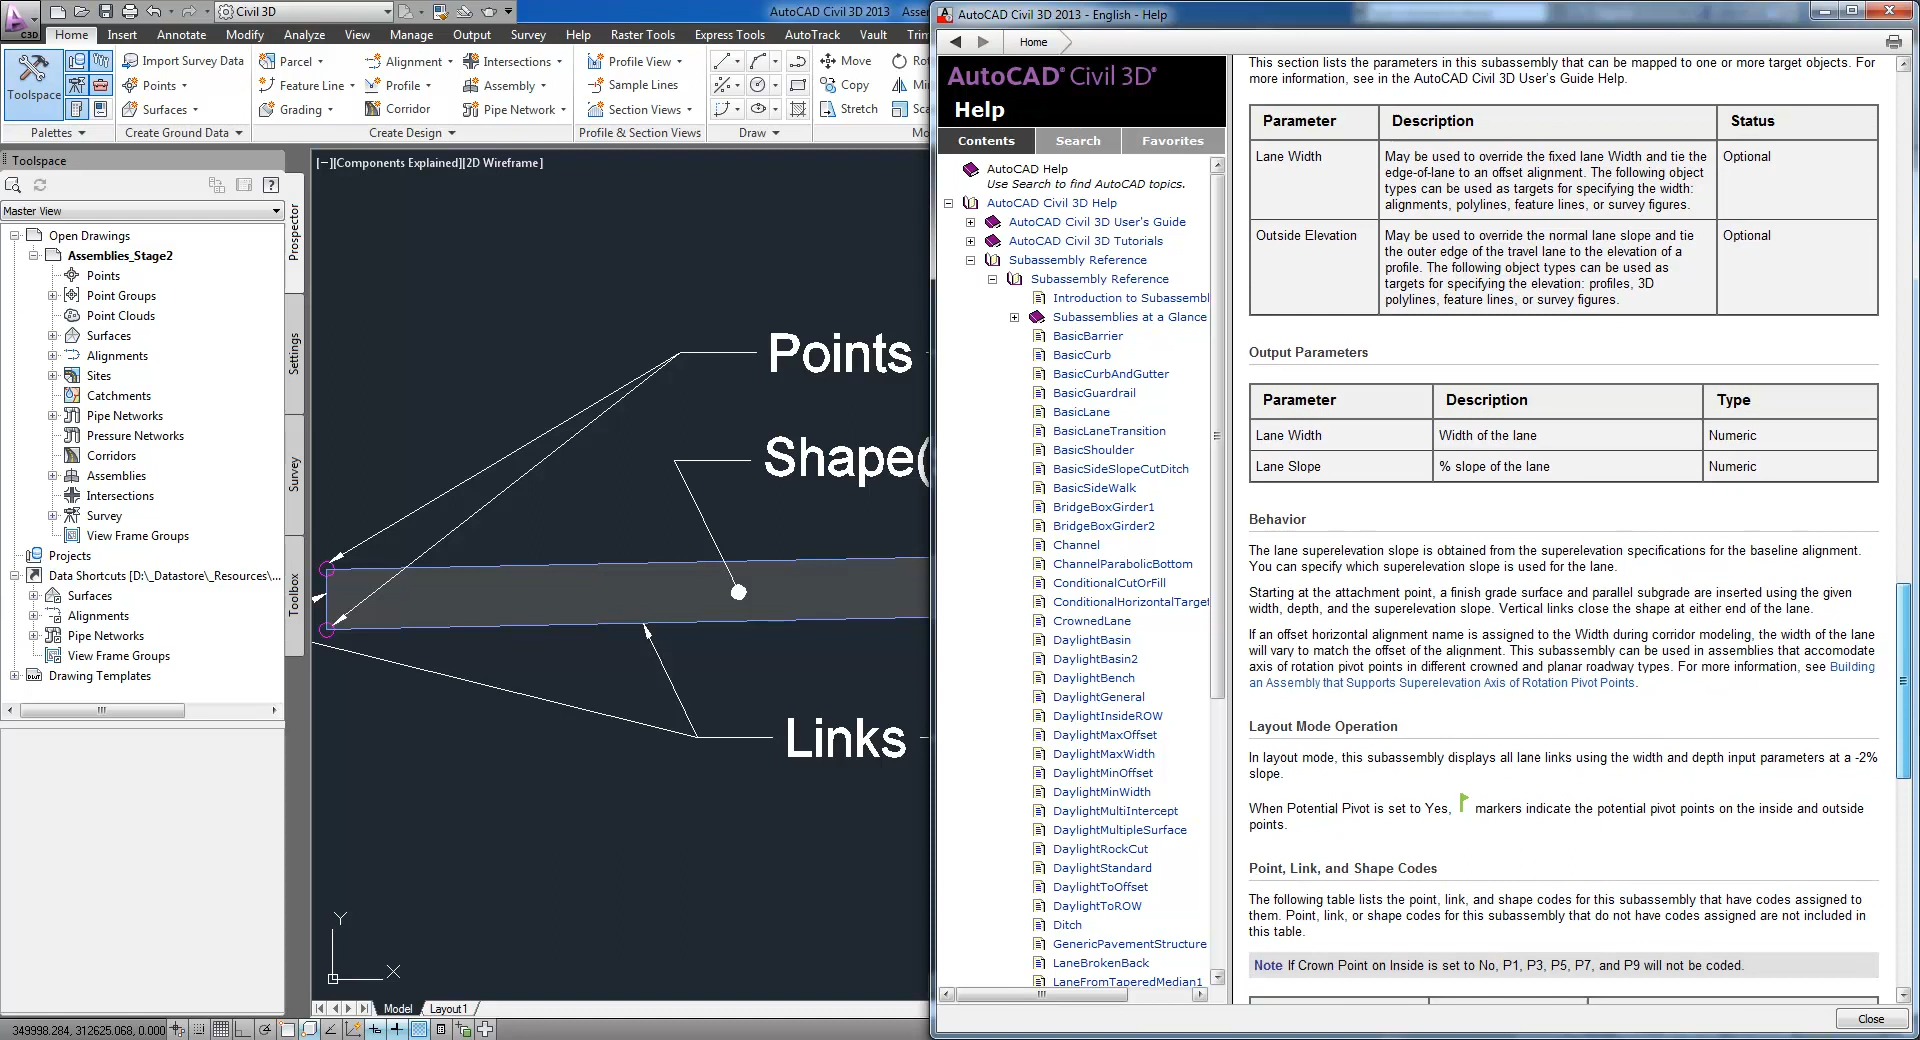 Civil 3D
AutoCAD Civil 3D 2013
C3D
Home Insert Annotate Modify Analyze View Manage Output Survey Help Raster Tools Express Tools AutoTrack Vault
Toolspace
Import Survey Data
Points
Surfaces
Parcel
Feature Line
Grading
Alignment
Profile
Corridor
Intersections
Assembly
Pipe Network
Profile View
Sample Lines
Section Views
Move
Copy
Stretch
Palettes
Create Ground Data
Create Design
Profile & Section Views
Draw
Toolspace
Master View
Open Drawings
Assemblies_Stage2
Points
Point Groups
Point Clouds
Surfaces
Alignments
Sites
Catchments
Pipe Networks
Pressure Networks
Corridors
Assemblies
Intersections
Survey
View Frame Groups
Projects
Data Shortcuts [D:\_Datastore\_Resources\...
Surfaces
Alignments
Pipe Networks
View Frame Groups
Drawing Templates
Prospector
Settings
Survey
Toolbox
[−][Components Explained][2D Wireframe]
Points
Shape(
Links
Y
X
Model Layout1
349998.284, 312625.068, 0.000
AutoCAD Civil 3D 2013 - English - Help
Home
AutoCAD® Civil 3D®
Help
Contents Search Favorites
AutoCAD Help
Use Search to find AutoCAD topics.
AutoCAD Civil 3D Help
AutoCAD Civil 3D User's Guide
AutoCAD Civil 3D Tutorials
Subassembly Reference
Subassembly Reference
Introduction to Subassembl
Subassemblies at a Glance
BasicBarrier
BasicCurb
BasicCurbAndGutter
BasicGuardrail
BasicLane
BasicLaneTransition
BasicShoulder
BasicSideSlopeCutDitch
BasicSideWalk
BridgeBoxGirder1
BridgeBoxGirder2
Channel
ChannelParabolicBottom
ConditionalCutOrFill
ConditionalHorizontalTarget
CrownedLane
DaylightBasin
DaylightBasin2
DaylightBench
DaylightGeneral
DaylightInsideROW
DaylightMaxOffset
DaylightMaxWidth
DaylightMinOffset
DaylightMinWidth
DaylightMultiIntercept
DaylightMultipleSurface
DaylightRockCut
DaylightStandard
DaylightToOffset
DaylightToROW
Ditch
GenericPavementStructure
LaneBrokenBack
LaneFromTaperedMedian1
This section lists the parameters in this subassembly that can be mapped to one or more target objects. For
more information, see in the AutoCAD Civil 3D User's Guide Help.
Parameter Description Status
Lane Width May be used to override the fixed lane Width and tie the Optional
edge-of-lane to an offset alignment. The following object
types can be used as targets for specifying the width:
alignments, polylines, feature lines, or survey figures.
Outside Elevation May be used to override the normal lane slope and tie Optional
the outer edge of the travel lane to the elevation of a
profile. The following object types can be used as
targets for specifying the elevation: profiles, 3D
polylines, feature lines, or survey figures.
Output Parameters
Parameter Description Type
Lane Width Width of the lane Numeric
Lane Slope % slope of the lane Numeric
Behavior
The lane superelevation slope is obtained from the superelevation specifications for the baseline alignment.
You can specify which superelevation slope is used for the lane.
Starting at the attachment point, a finish grade surface and parallel subgrade are inserted using the given
width, depth, and the superelevation slope. Vertical links close the shape at either end of the lane.
If an offset horizontal alignment name is assigned to the Width during corridor modeling, the width of the lane
will vary to match the offset of the alignment. This subassembly can be used in assemblies that accomodate
axis of rotation pivot points in different crowned and planar roadway types. For more information, see Building
an Assembly that Supports Superelevation Axis of Rotation Pivot Points.
Layout Mode Operation
In layout mode, this subassembly displays all lane links using the width and depth input parameters at a -2%
slope.
When Potential Pivot is set to Yes, markers indicate the potential pivot points on the inside and outside
points.
Point, Link, and Shape Codes
The following table lists the point, link, and shape codes for this subassembly that have codes assigned to
them. Point, link, or shape codes for this subassembly that do not have codes assigned are not included in
this table.
Note If Crown Point on Inside is set to No, P1, P3, P5, P7, and P9 will not be coded.
Close